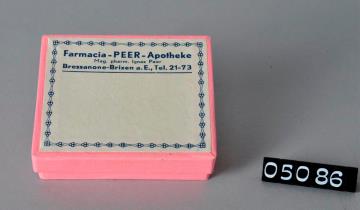 Farmacia-PEER-Apotheke
Mag. pharm. Ignaz Peer
Bressanone-Brixen a. E., Tel. 21-73
05086